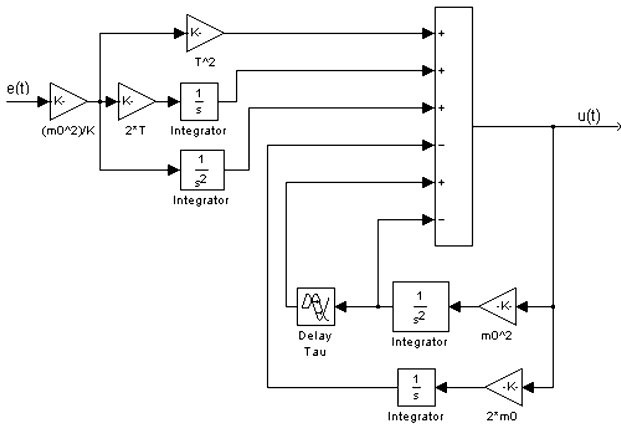 e(t)
K-
(m0^2)/K
K-
T^2
K-
2*T
1
s
Integrator
1
s2
Integrator
+
+
+
−
+
−
u(t)
Delay
Tau
1
s2
Integrator
-K-
m0^2
1
s
Integrator
-K-
2*m0